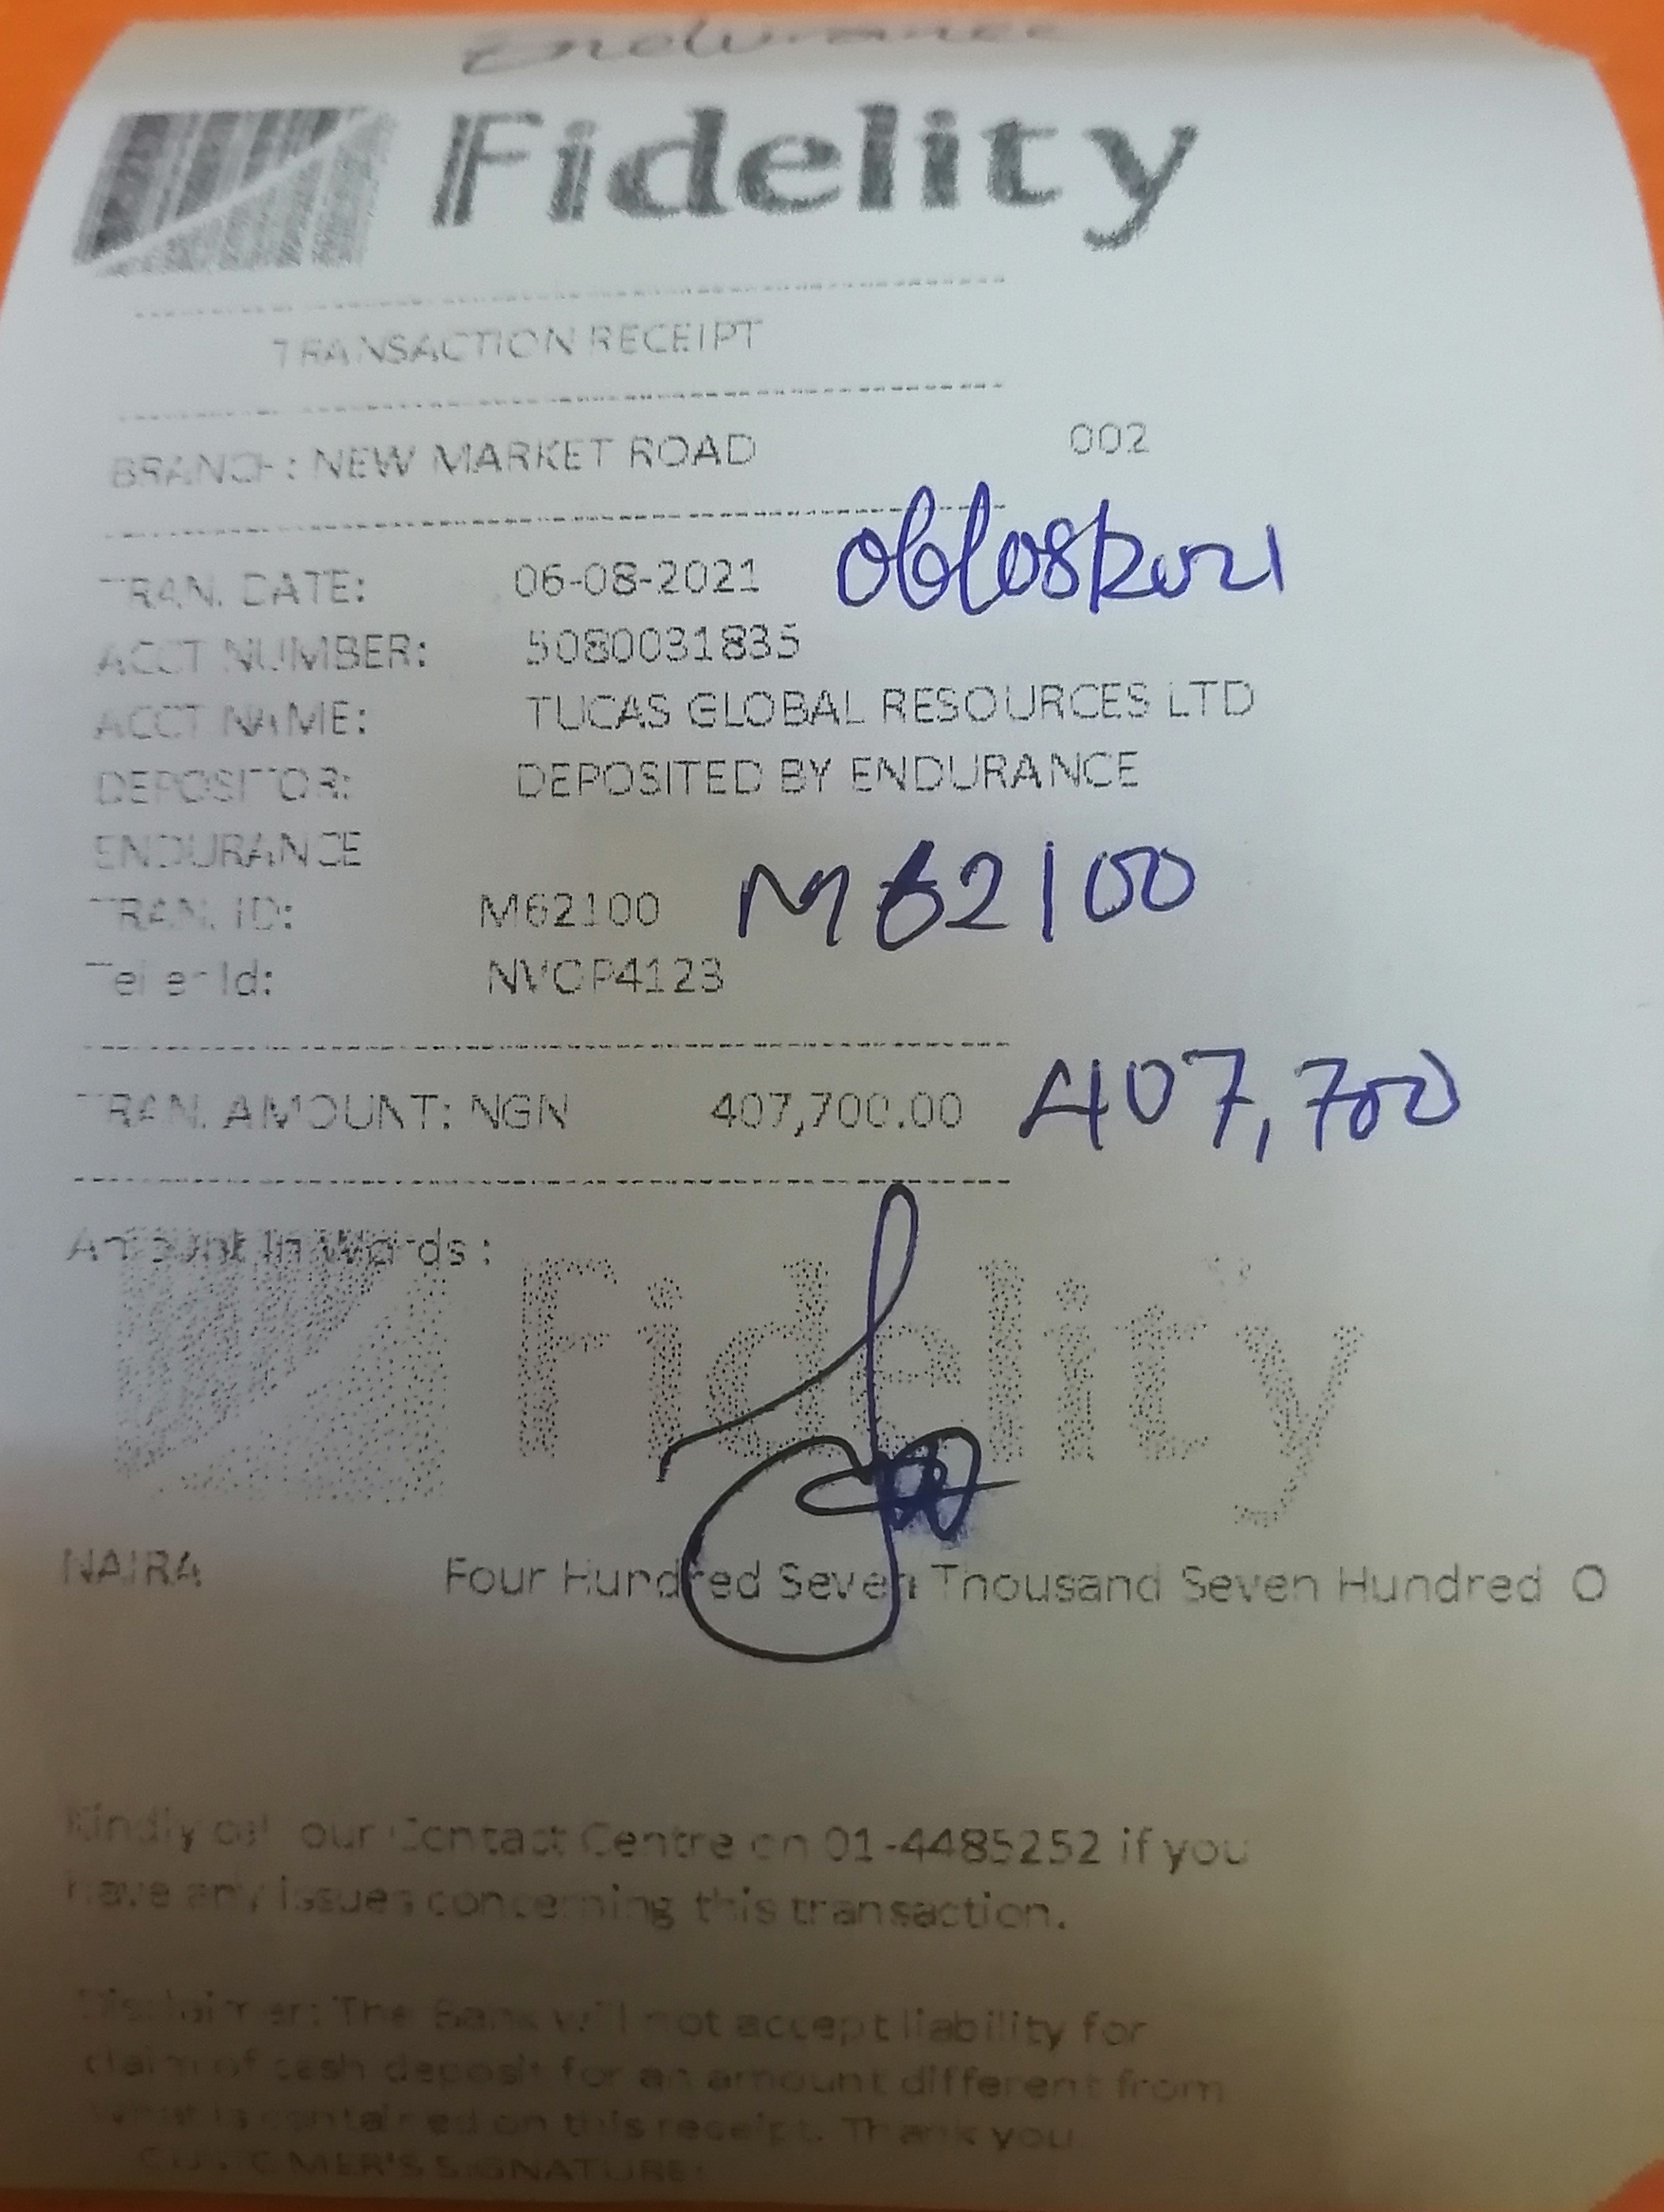 Endurance
Fidelity
TRANSACTION RECEIPT
BRANCH: NEW MARKET ROAD 002
TRAN. DATE: 06-08-2021 06/08/2021
ACCT NUMBER: 5080031835
ACCT NAME: TUCAS GLOBAL RESOURCES LTD
DEPOSITOR: DEPOSITED BY ENDURANCE
ENDURANCE
TRAN. ID: M62100 M62100
Teller Id: NVOP4123
TRAN. AMOUNT: NGN 407,700.00 407,700
Amount In Words :
Fidelity
NAIRA Four Hundred Seven Thousand Seven Hundred O
Kindly call our Contact Centre on 01-4485252 if you
have any issues concerning this transaction.
Disclaimer: The Bank will not accept liability for
claim of cash deposit for an amount different from
what is contained on this receipt. Thank you
CUSTOMER'S SIGNATURE: